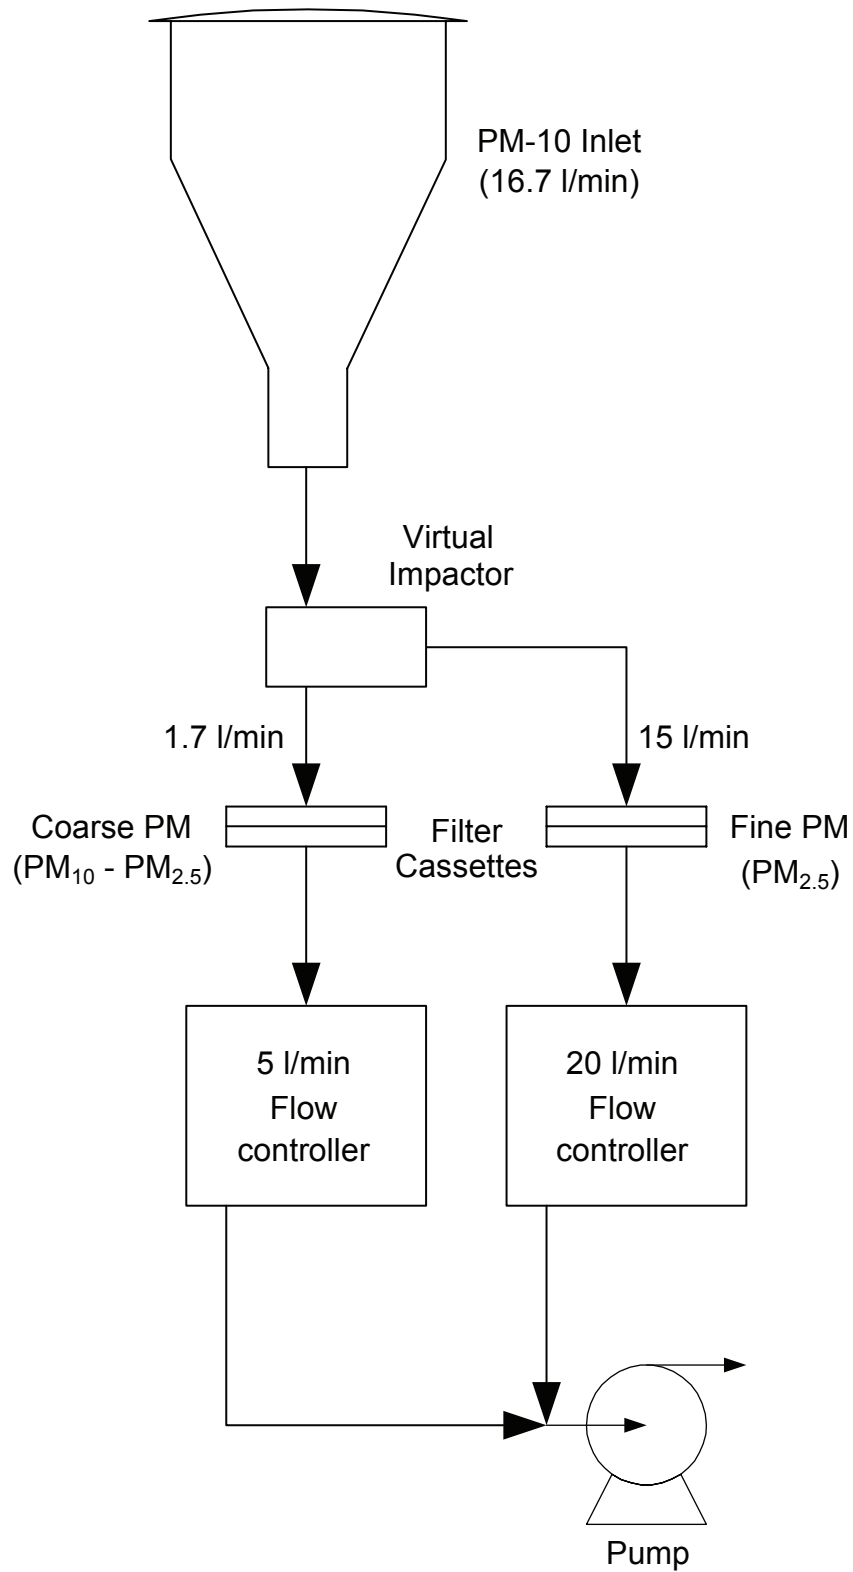 PM-10 Inlet
(16.7 l/min)
Virtual
Impactor
1.7 l/min
15 l/min
Coarse PM
(PM₁₀ - PM₂.₅)
Filter
Cassettes
Fine PM
(PM₂.₅)
5 l/min
Flow
controller
20 l/min
Flow
controller
Pump